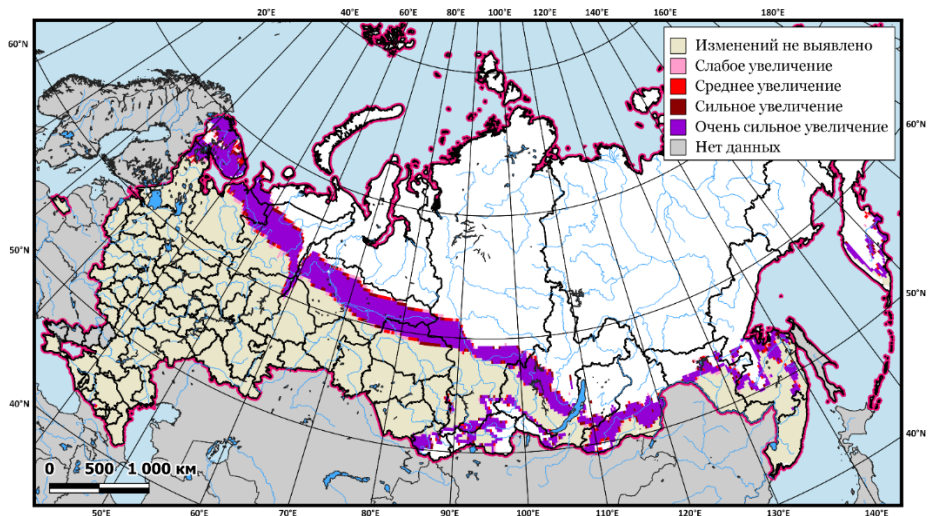 20°E 40°E 60°E 80°E 100°E 120°E 140°E 160°E 180°E
60°N
50°N
40°N
Изменений не выявлено
Слабое увеличение
Среднее увеличение
Сильное увеличение
Очень сильное увеличение
Нет данных
60°N
50°N
40°N
0 500 1 000 км
50°E 60°E 70°E 80°E 90°E 100°E 110°E 120°E 130°E 140°E